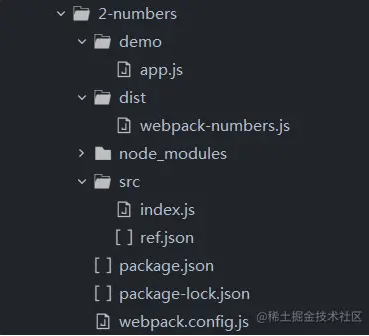 2-numbers
demo
app.js
dist
webpack-numbers.js
node_modules
src
index.js
[ ] ref.json
[ ] package.json
[ ] package-lock.json
webpack.config.js
@稀土掘金技术社区